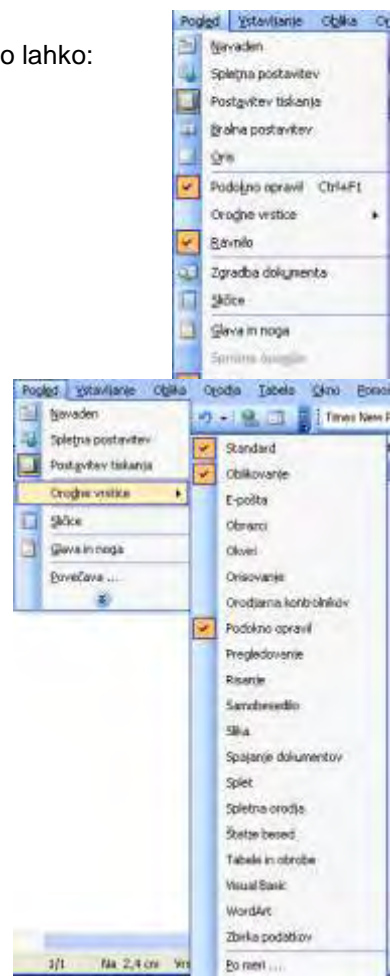 o lahko:
Pogled Vstavljanje Oblika
Navaden
Spletna postavitev
Postavitev tiskanja
Bralna postavitev
Oris
Podokno opravil Ctrl+F1
Orodne vrstice
Ravnilo
Zgradba dokumenta
Skice
Glava in noga
Pogled Vstavljanje Oblika Orodja Tabela Okno
Navaden
Spletna postavitev
Postavitev tiskanja
Orodne vrstice
Skice
Glava in noga
Povečava ...
Times New
Standard
Oblikovanje
E-pošta
Obrazci
Okviri
Orisovanje
Orodjarna kontrolnikov
Podokno opravil
Pregledovanje
Risanje
Samobesedilo
Slika
Spajanje dokumentov
Splet
Spletna orodja
Štetje besed
Tabele in obrobe
Visual Basic
WordArt
Zbirka podatkov
Po meri ...
1/1 Na 2,4 cm